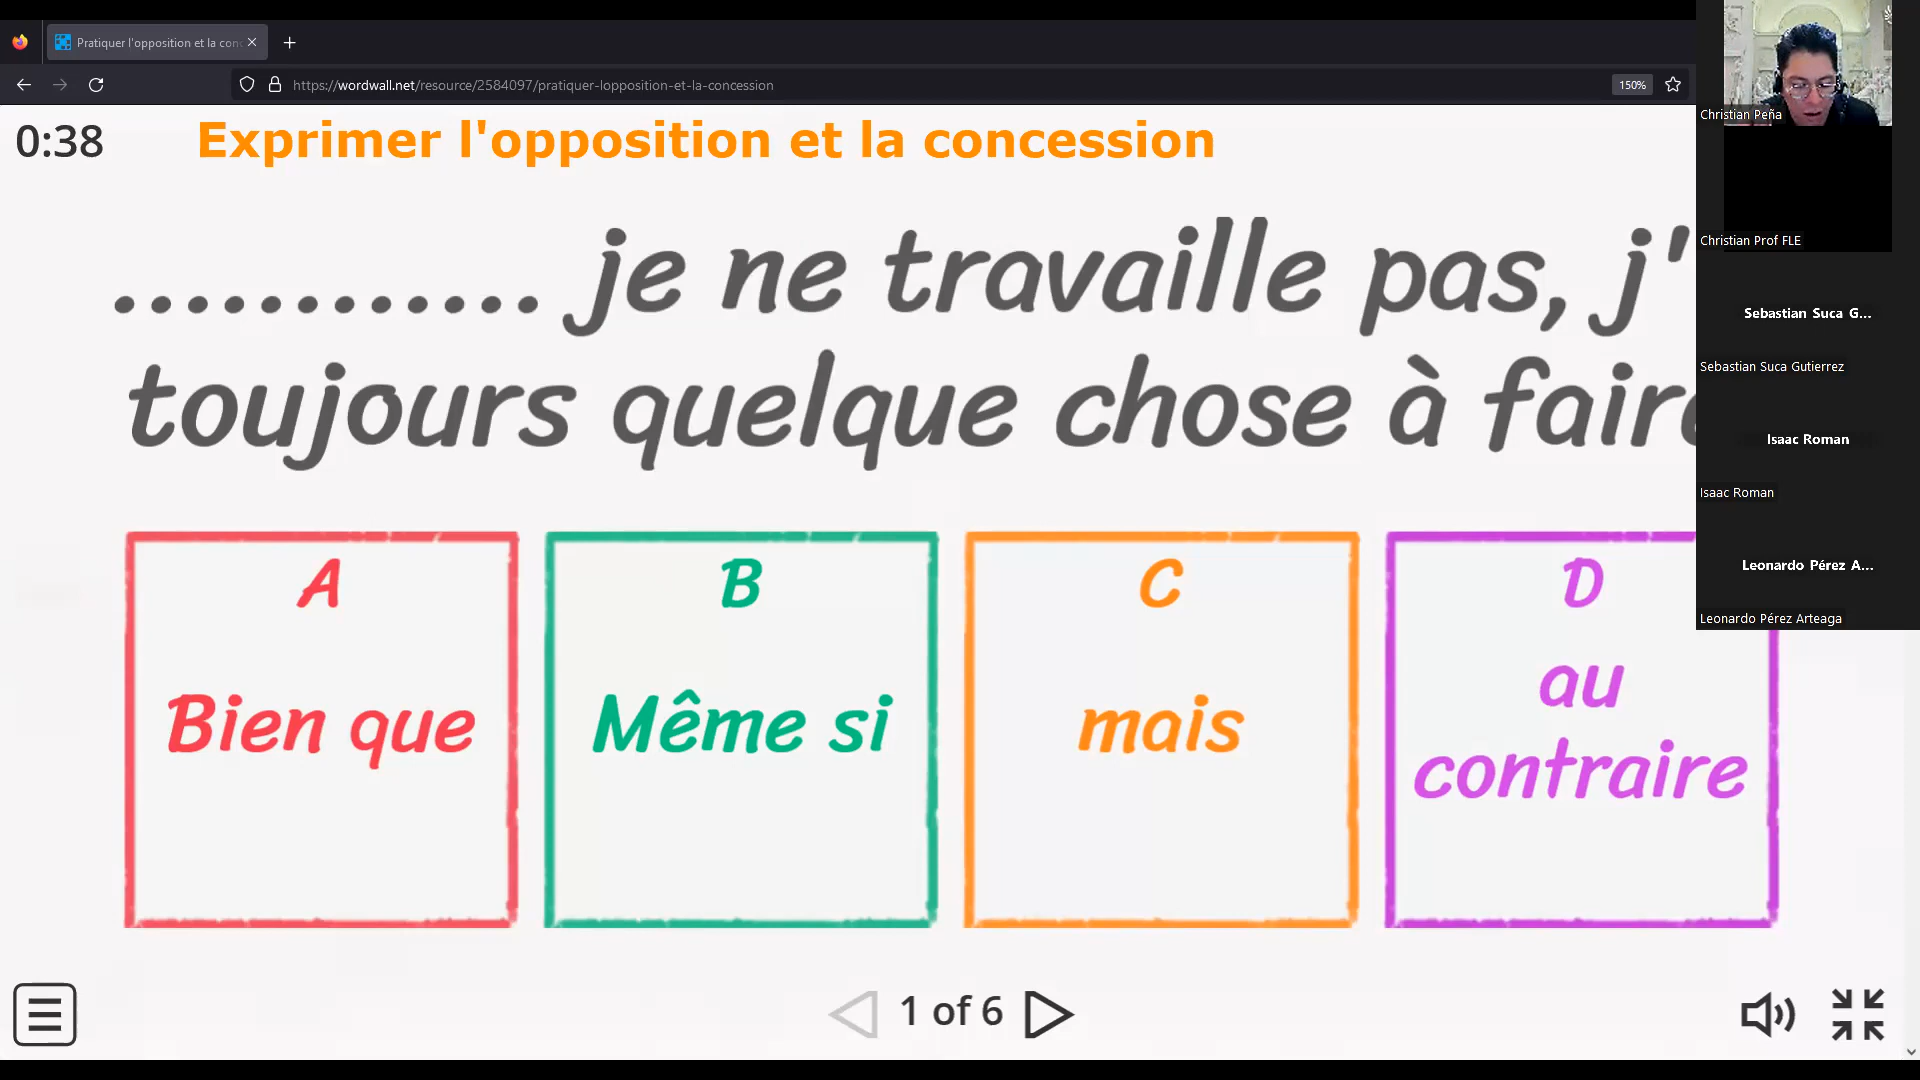 Pratiquer l'opposition et la con
https://wordwall.net/resource/2584097/pratiquer-lopposition-et-la-concession
150%
0:38
Exprimer l'opposition et la concession
............ je ne travaille pas, j'
toujours quelque chose à faire
A
Bien que
B
Même si
C
mais
D
au
contraire
1 of 6
Christian Peña
Christian Prof FLE
Sebastian Suca G...
Sebastian Suca Gutierrez
Isaac Roman
Isaac Roman
Leonardo Pérez A...
Leonardo Pérez Arteaga